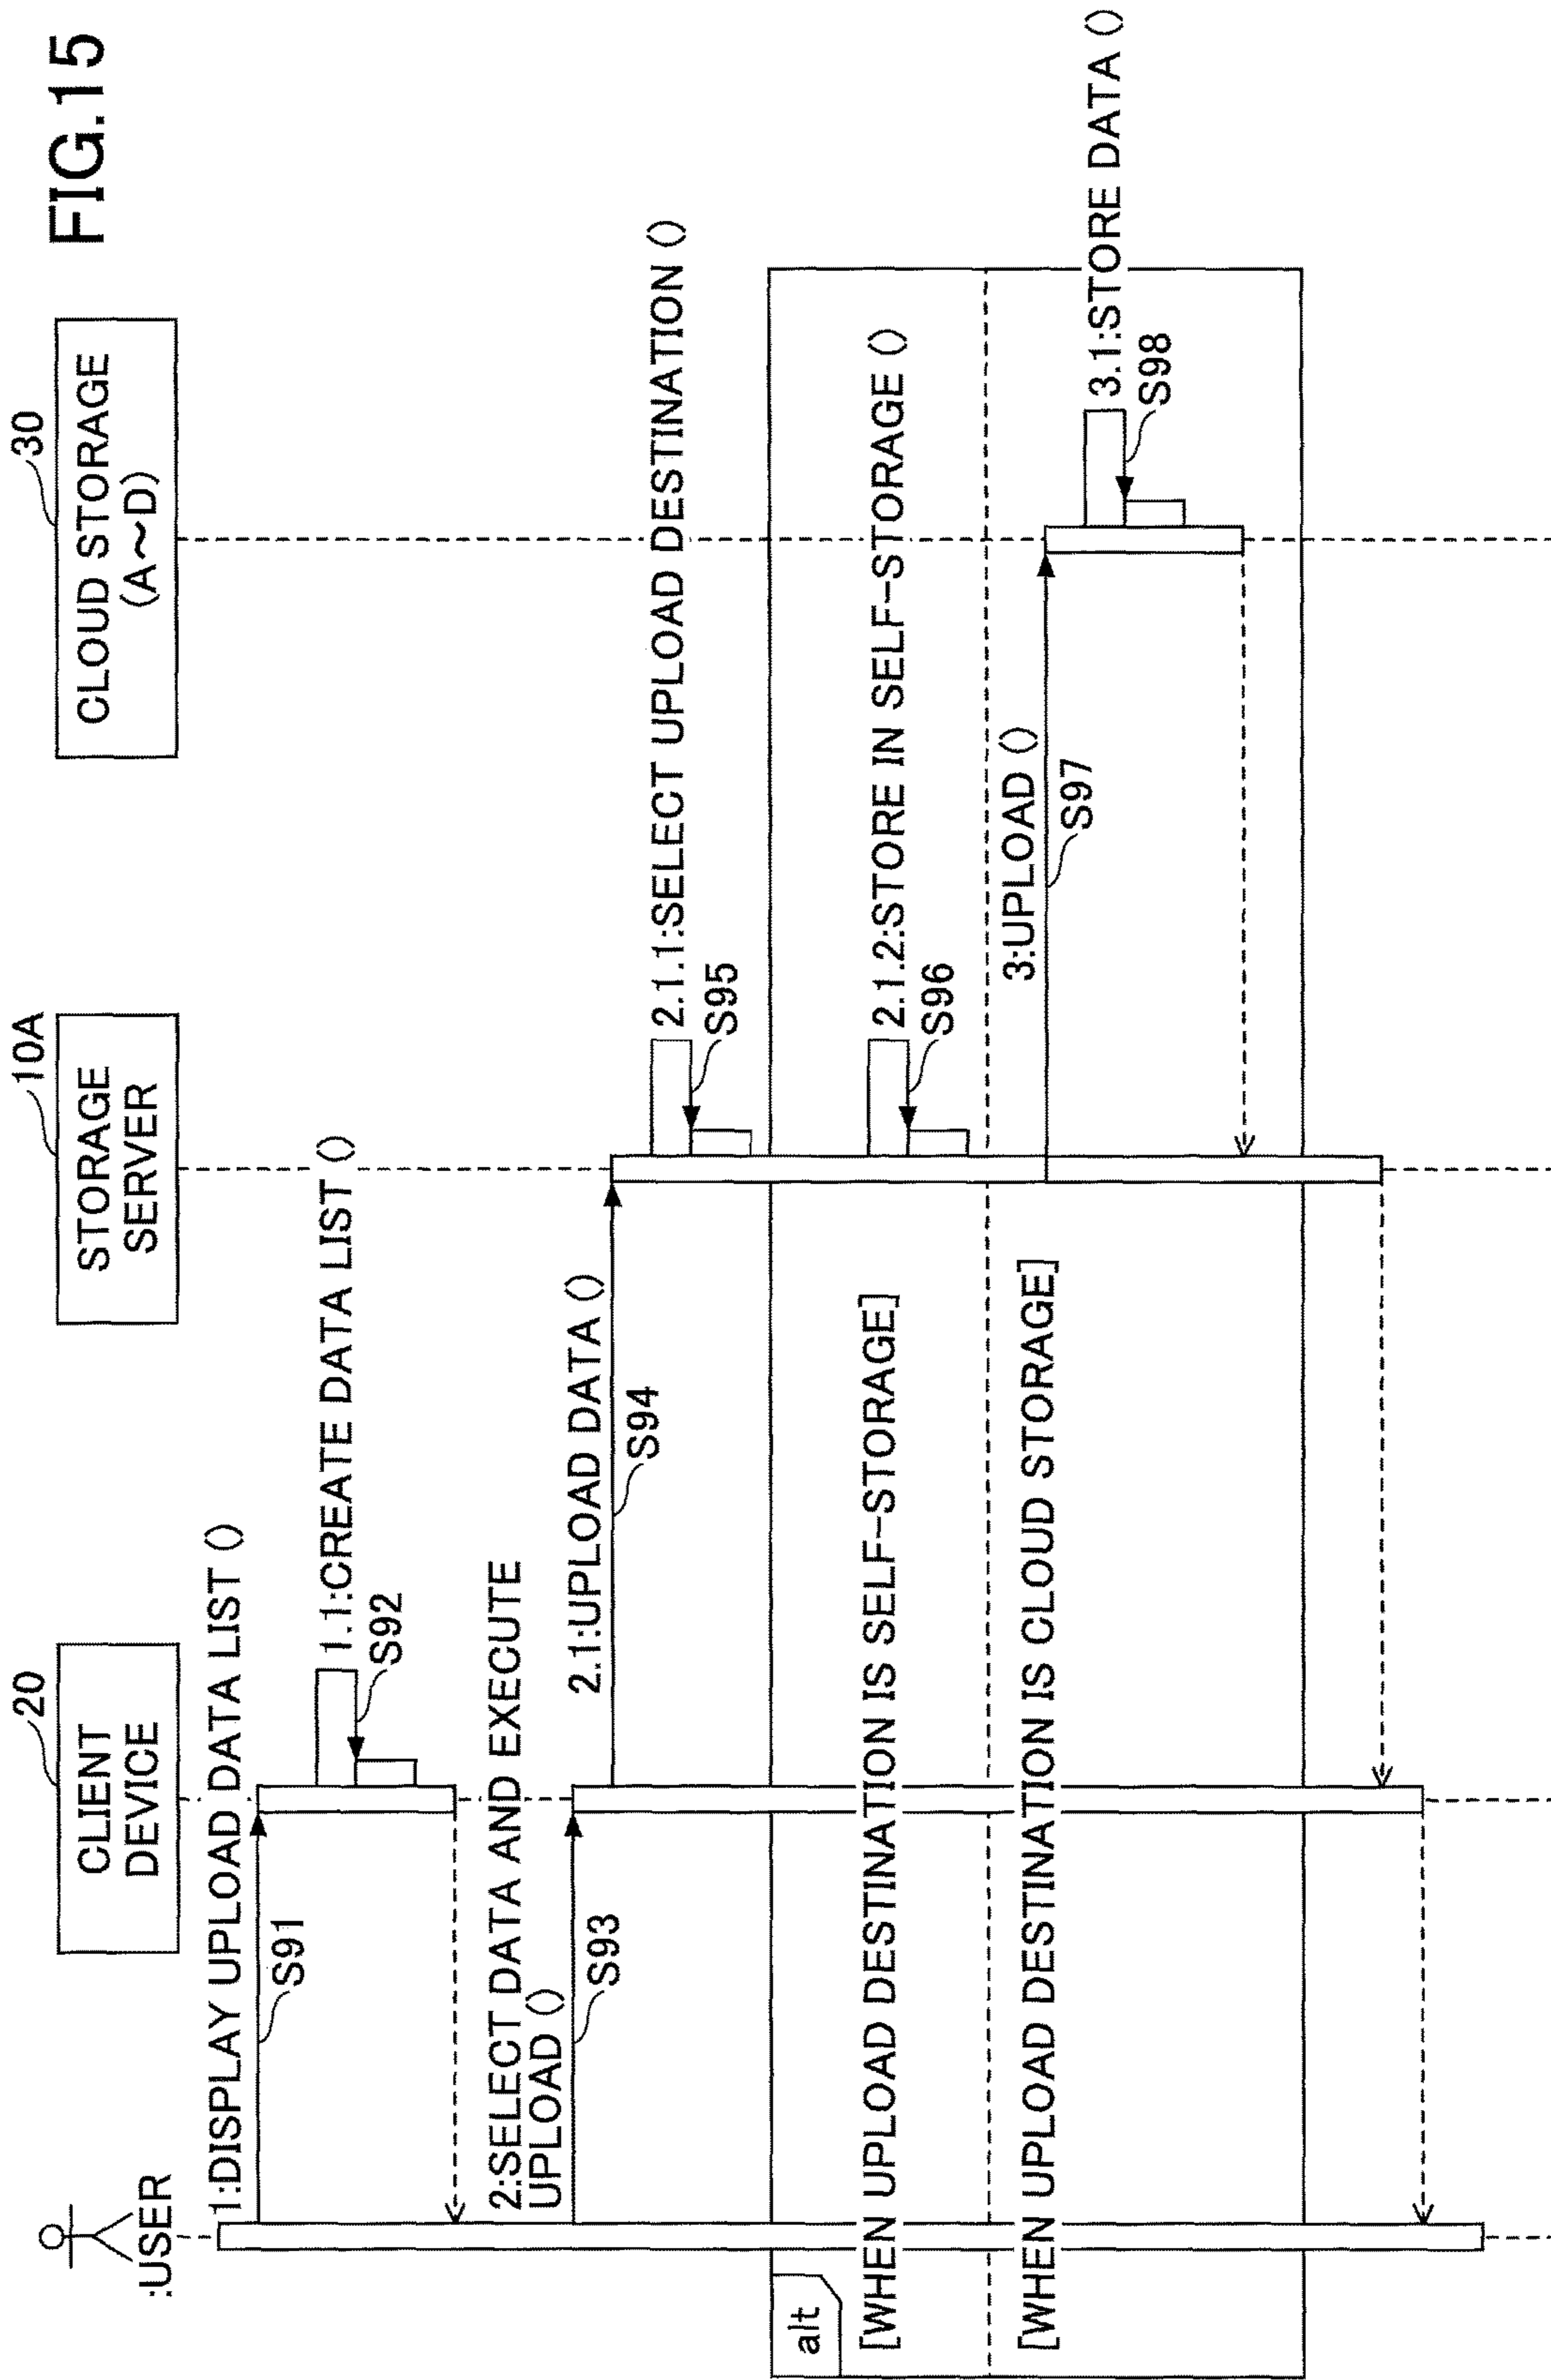 FIG.15
:USER
20
CLIENT
DEVICE
10A
STORAGE
SERVER
30
CLOUD STORAGE
(A~D)
1:DISPLAY UPLOAD DATA LIST ()
S91
1.1:CREATE DATA LIST ()
S92
2:SELECT DATA AND EXECUTE
UPLOAD ()
S93
2.1:UPLOAD DATA ()
S94
2.1.1:SELECT UPLOAD DESTINATION ()
S95
alt
[WHEN UPLOAD DESTINATION IS SELF-STORAGE]
2.1.2:STORE IN SELF-STORAGE ()
S96
[WHEN UPLOAD DESTINATION IS CLOUD STORAGE]
3:UPLOAD ()
S97
3.1:STORE DATA ()
S98